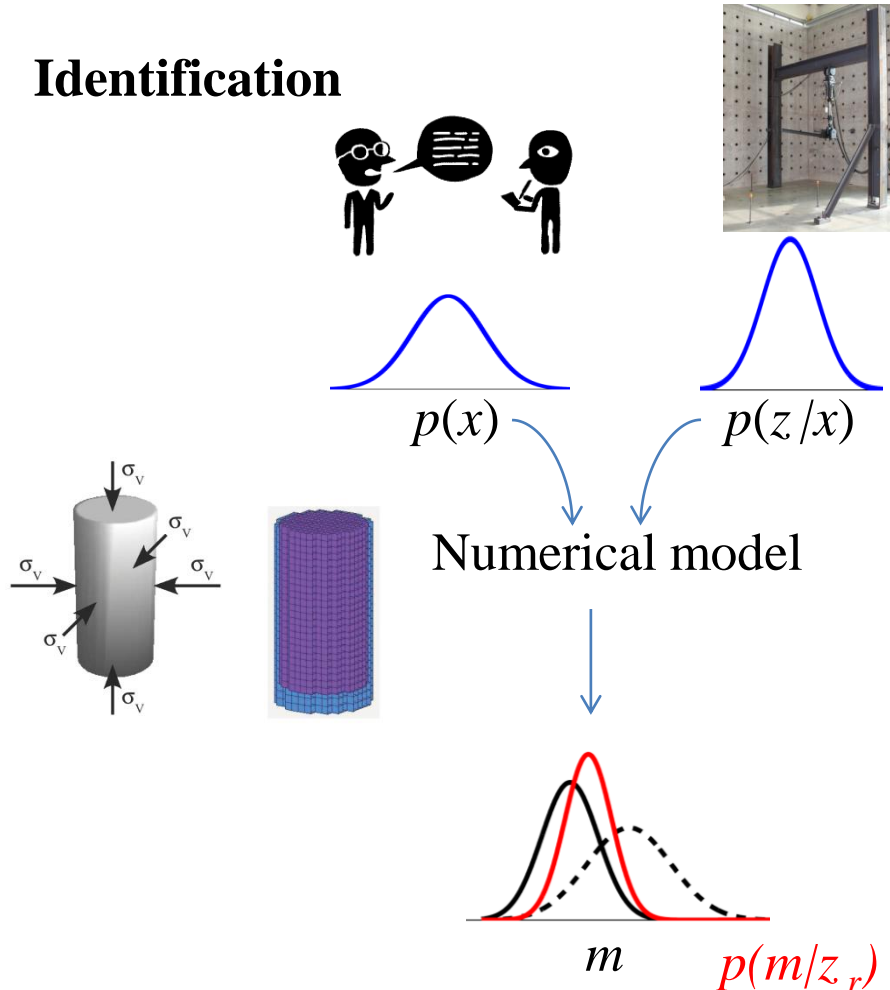 Identification
p(x)
p(z/x)
σv
σv
σv
σv
σv
σv
Numerical model
m
p(m/z r)